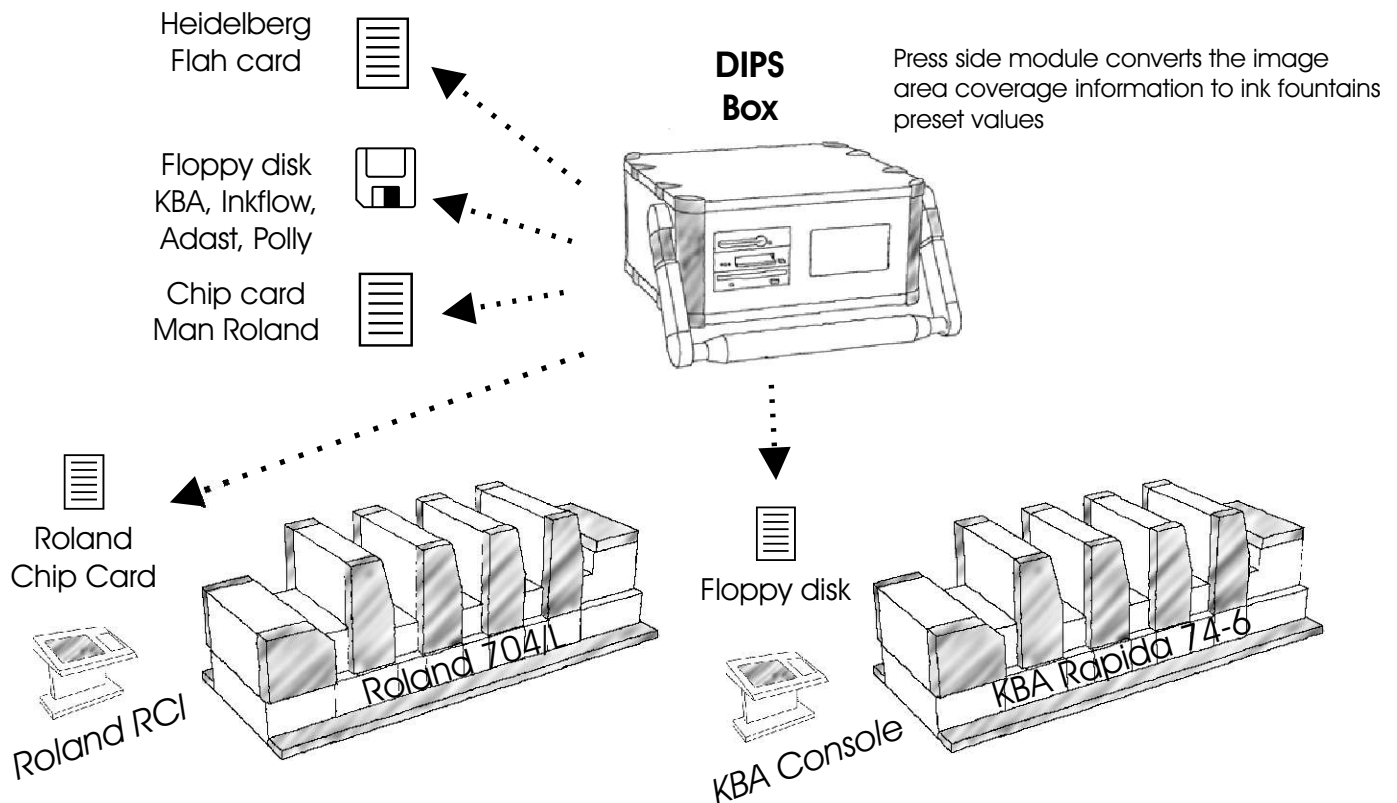 Heidelberg
Flah card
DIPS
Box
Press side module converts the image
area coverage information to ink fountains
preset values
Floppy disk
KBA, Inkflow,
Adast, Polly
Chip card
Man Roland
Roland
Chip Card
Roland RCI
Roland 704/L
Floppy disk
KBA Console
KBA Rapida 74-6